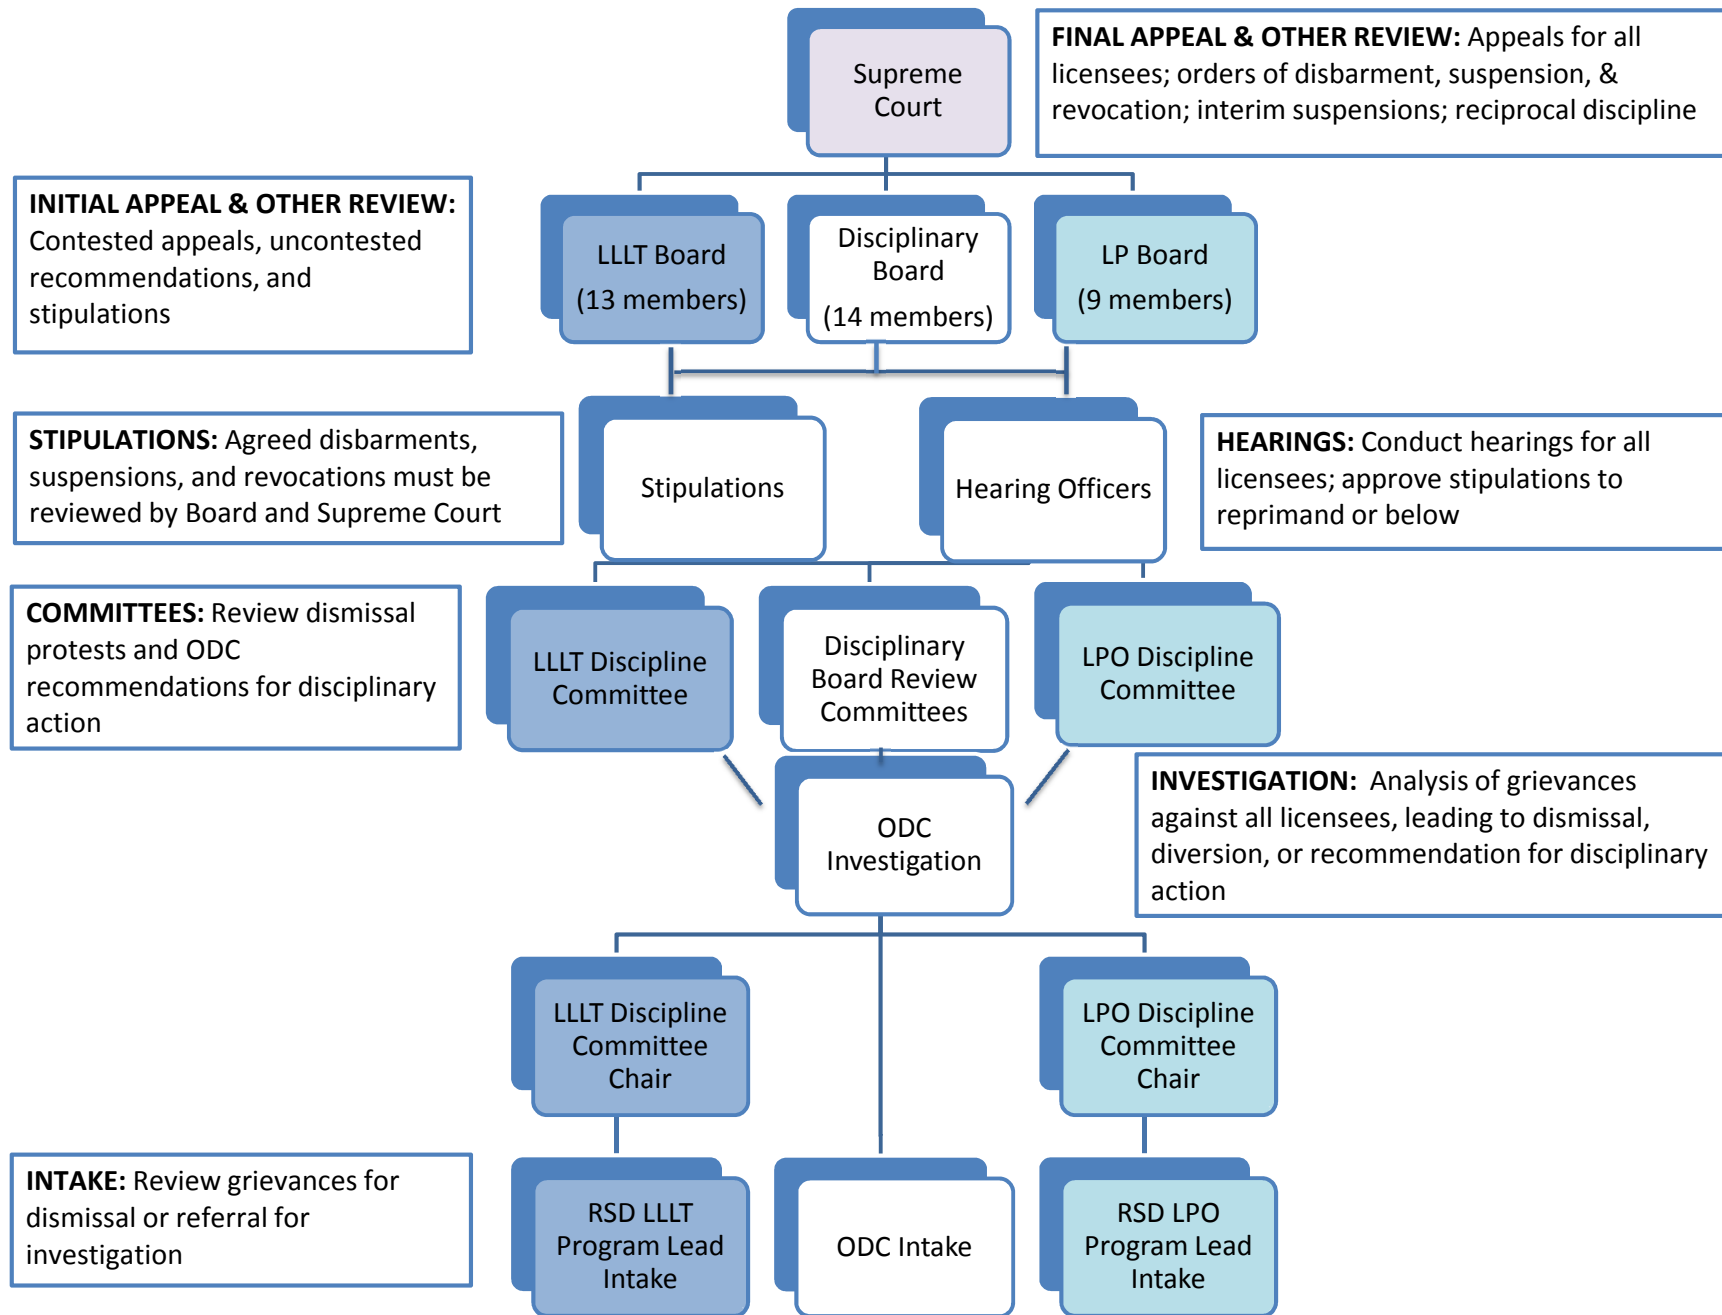 Supreme
Court
FINAL APPEAL & OTHER REVIEW: Appeals for all
licensees; orders of disbarment, suspension, &
revocation; interim suspensions; reciprocal discipline
INITIAL APPEAL & OTHER REVIEW:
Contested appeals, uncontested
recommendations, and
stipulations
LLLT Board
(13 members)
Disciplinary
Board
(14 members)
LP Board
(9 members)
STIPULATIONS: Agreed disbarments,
suspensions, and revocations must be
reviewed by Board and Supreme Court
Stipulations
Hearing Officers
HEARINGS: Conduct hearings for all
licensees; approve stipulations to
reprimand or below
COMMITTEES: Review dismissal
protests and ODC
recommendations for disciplinary
action
LLLT Discipline
Committee
Disciplinary
Board Review
Committees
LPO Discipline
Committee
ODC
Investigation
INVESTIGATION:  Analysis of grievances
against all licensees, leading to dismissal,
diversion, or recommendation for disciplinary
action
LLLT Discipline
Committee
Chair
LPO Discipline
Committee
Chair
INTAKE: Review grievances for
dismissal or referral for
investigation
RSD LLLT
Program Lead
Intake
ODC Intake
RSD LPO
Program Lead
Intake